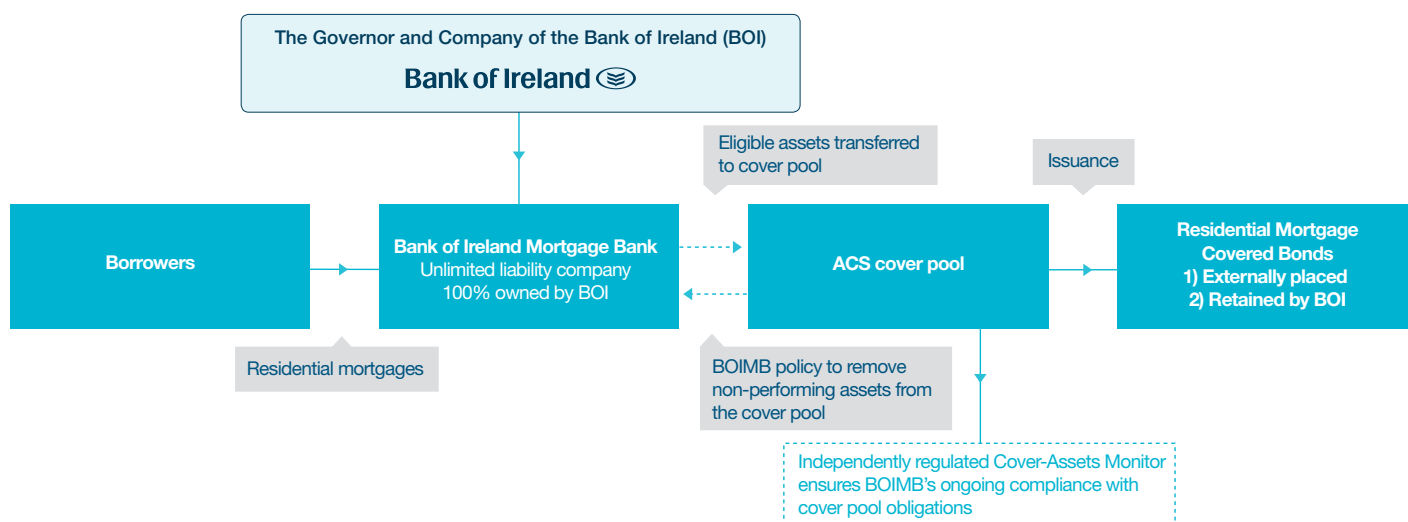 The Governor and Company of the Bank of Ireland (BOI)
Bank of Ireland
Eligible assets transferred
to cover pool
Issuance
Borrowers
Bank of Ireland Mortgage Bank
Unlimited liability company
100% owned by BOI
ACS cover pool
Residential Mortgage
Covered Bonds
1) Externally placed
2) Retained by BOI
Residential mortgages
BOIMB policy to remove
non-performing assets from
the cover pool
Independently regulated Cover-Assets Monitor
ensures BOIMB's ongoing compliance with
cover pool obligations